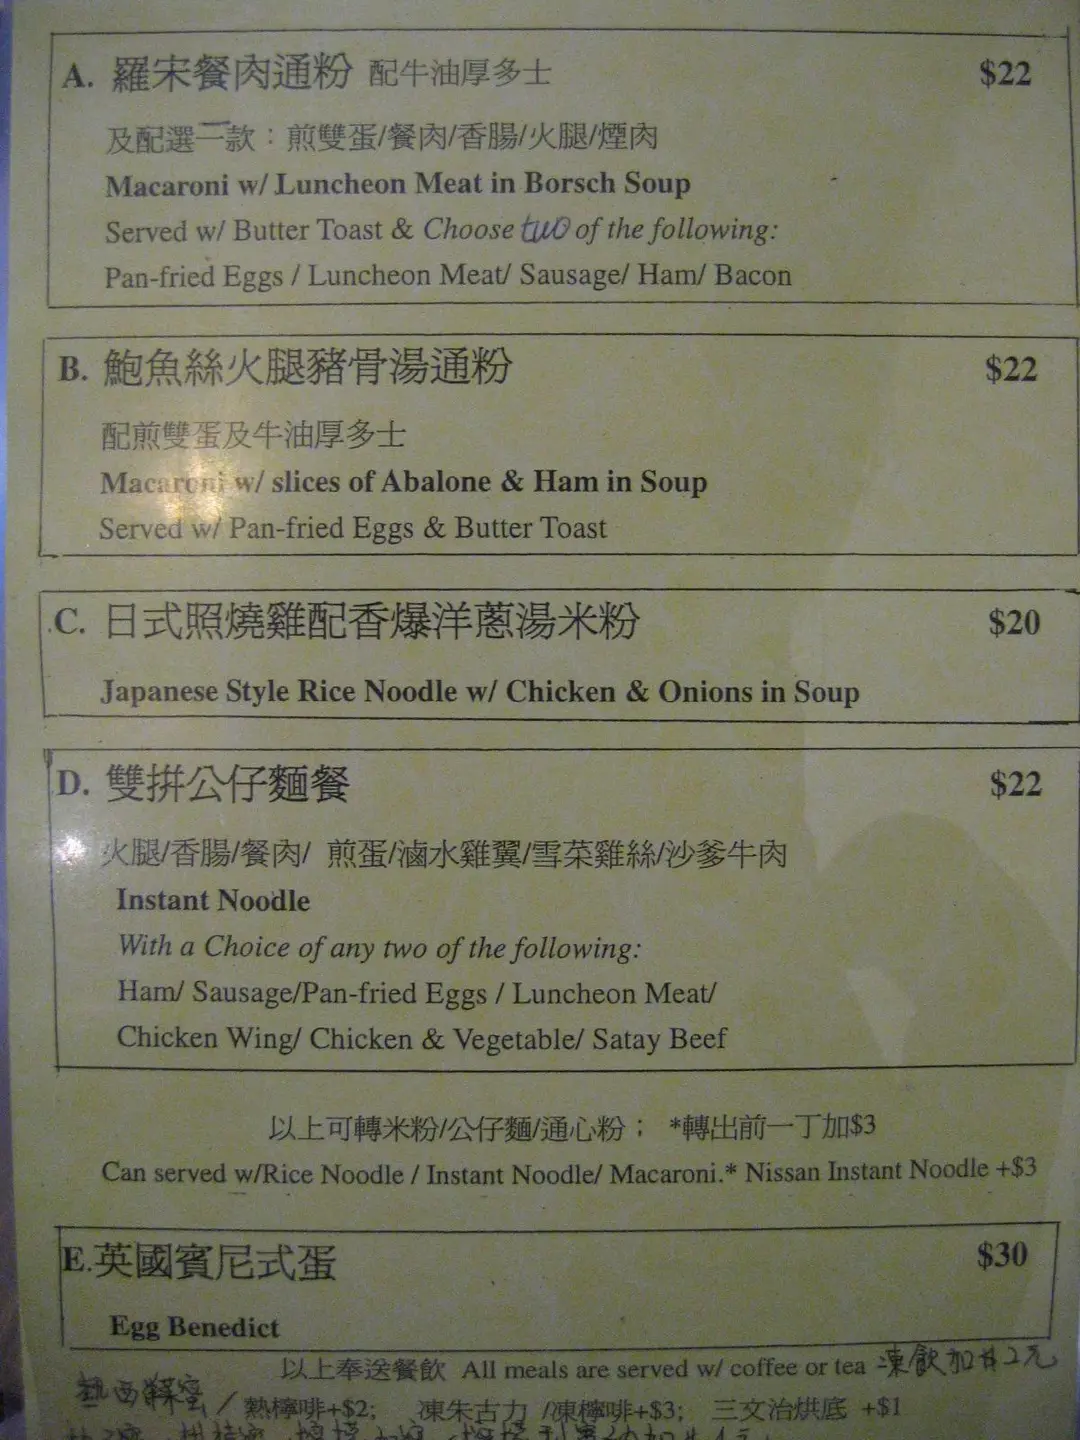 A. 羅宋餐肉通粉 配牛油厚多士 $22
及配選二款：煎雙蛋/餐肉/香腸/火腿/煙肉
Macaroni w/ Luncheon Meat in Borsch Soup
Served w/ Butter Toast & Choose two of the following:
Pan-fried Eggs / Luncheon Meat/ Sausage/ Ham/ Bacon
B. 鮑魚絲火腿豬骨湯通粉 $22
配煎雙蛋及牛油厚多士
Macaroni w/ slices of Abalone & Ham in Soup
Served w/ Pan-fried Eggs & Butter Toast
C. 日式照燒雞配香爆洋蔥湯米粉 $20
Japanese Style Rice Noodle w/ Chicken & Onions in Soup
D. 雙拼公仔麵餐 $22
火腿/香腸/餐肉/ 煎蛋/滷水雞翼/雪菜雞絲/沙爹牛肉
Instant Noodle
With a Choice of any two of the following:
Ham/ Sausage/Pan-fried Eggs / Luncheon Meat/
Chicken Wing/ Chicken & Vegetable/ Satay Beef
以上可轉米粉/公仔麵/通心粉； *轉出前一丁加$3
Can served w/Rice Noodle / Instant Noodle/ Macaroni.* Nissan Instant Noodle +$3
E.英國賓尼式蛋 $30
Egg Benedict
以上奉送餐飲 All meals are served w/ coffee or tea 凍飲加$2元
/ 熱檸啡+$2; 凍朱古力 /凍檸啡+$3; 三文治烘底 +$1